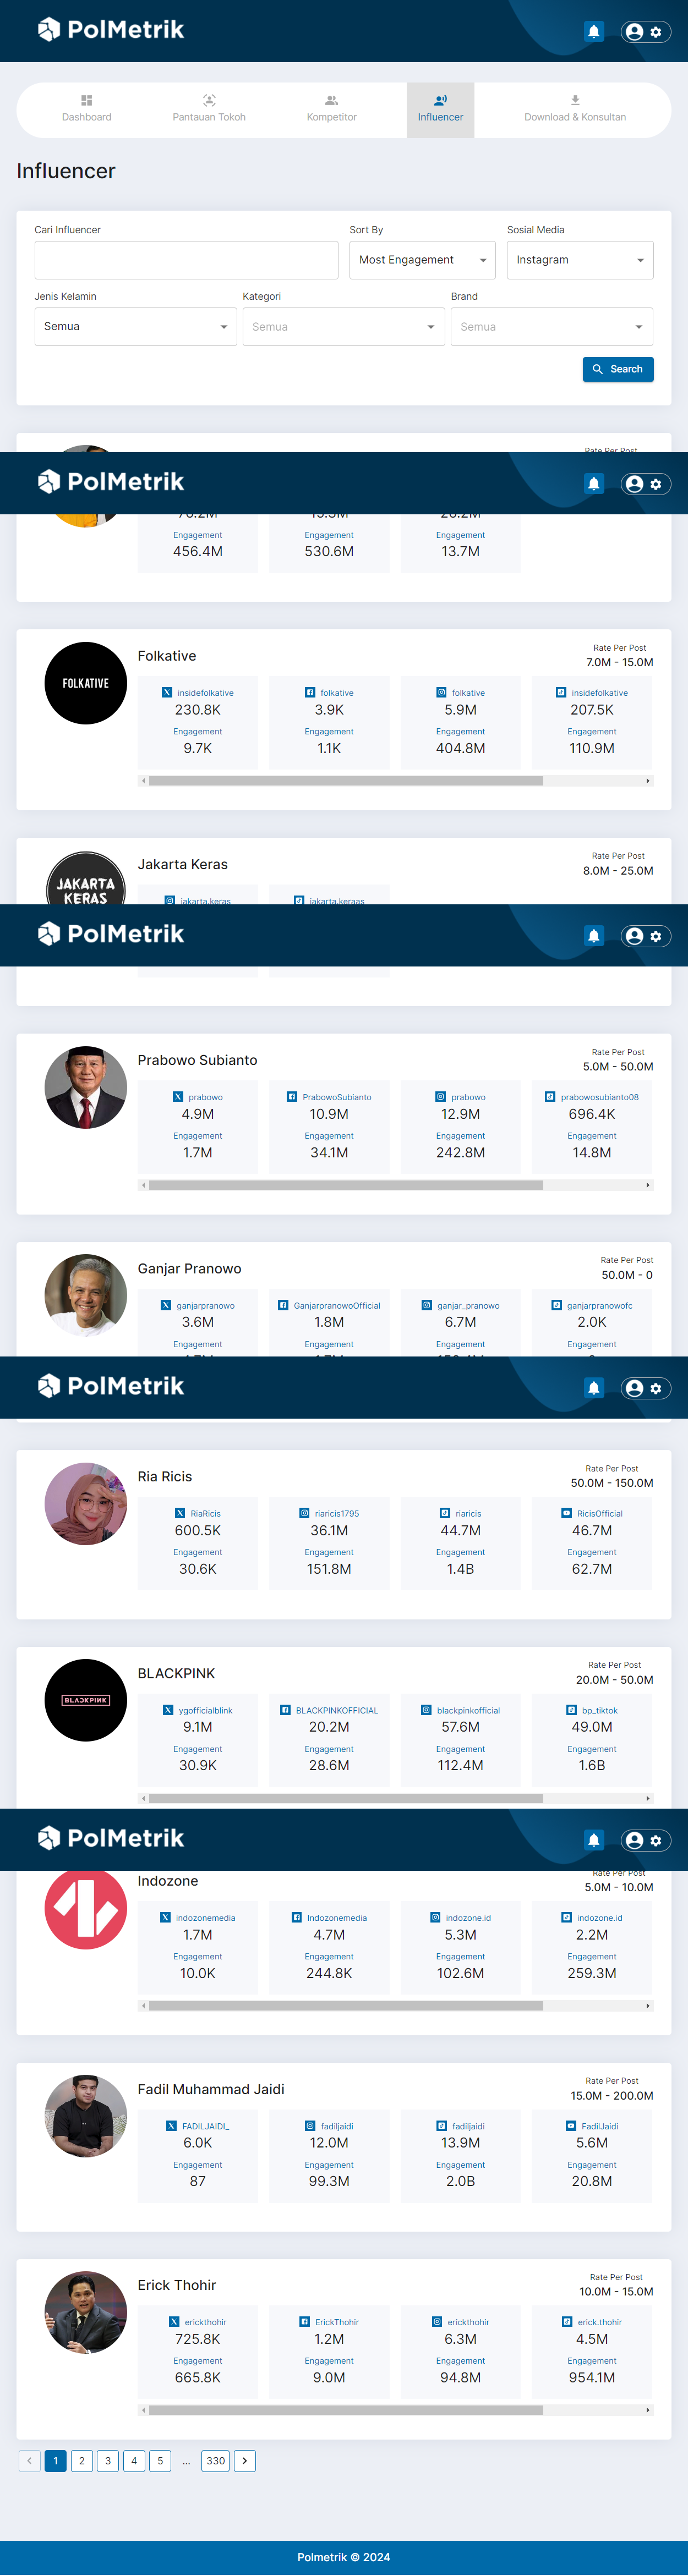 PolMetrik
Dashboard
Pantauan Tokoh
Kompetitor
Influencer
Download & Konsultan
Influencer
Cari Influencer
Sort By
Sosial Media
Most Engagement
Instagram
Jenis Kelamin
Kategori
Brand
Semua
Semua
Semua
Search
Rate Per Post
PolMetrik
Engagement
Engagement
Engagement
456.4M
530.6M
13.7M
Folkative
Rate Per Post
7.0M - 15.0M
FOLKATIVE
insidefolkative
folkative
folkative
insidefolkative
230.8K
3.9K
5.9M
207.5K
Engagement
Engagement
Engagement
Engagement
9.7K
1.1K
404.8M
110.9M
Jakarta Keras
Rate Per Post
8.0M - 25.0M
JAKARTA
KERAS
jakarta.keras
jakarta.keraas
PolMetrik
Prabowo Subianto
Rate Per Post
5.0M - 50.0M
prabowo
PrabowoSubianto
prabowo
prabowosubianto08
4.9M
10.9M
12.9M
696.4K
Engagement
Engagement
Engagement
Engagement
1.7M
34.1M
242.8M
14.8M
Ganjar Pranowo
Rate Per Post
50.0M - 0
ganjarpranowo
GanjarpranowoOfficial
ganjar_pranowo
ganjarpranowofc
3.6M
1.8M
6.7M
2.0K
Engagement
Engagement
Engagement
Engagement
PolMetrik
Ria Ricis
Rate Per Post
50.0M - 150.0M
RiaRicis
riaricis1795
riaricis
RicisOfficial
600.5K
36.1M
44.7M
46.7M
Engagement
Engagement
Engagement
Engagement
30.6K
151.8M
1.4B
62.7M
BLACKPINK
Rate Per Post
20.0M - 50.0M
BLACKPINK
ygofficialblink
BLACKPINKOFFICIAL
blackpinkofficial
bp_tiktok
9.1M
20.2M
57.6M
49.0M
Engagement
Engagement
Engagement
Engagement
30.9K
28.6M
112.4M
1.6B
PolMetrik
Indozone
Rate Per Post
5.0M - 10.0M
indozonemedia
Indozonemedia
indozone.id
indozone.id
1.7M
4.7M
5.3M
2.2M
Engagement
Engagement
Engagement
Engagement
10.0K
244.8K
102.6M
259.3M
Fadil Muhammad Jaidi
Rate Per Post
15.0M - 200.0M
FADILJAIDI_
fadiljaidi
fadiljaidi
FadilJaidi
6.0K
12.0M
13.9M
5.6M
Engagement
Engagement
Engagement
Engagement
87
99.3M
2.0B
20.8M
Erick Thohir
Rate Per Post
10.0M - 15.0M
erickthohir
ErickThohir
erickthohir
erick.thohir
725.8K
1.2M
6.3M
4.5M
Engagement
Engagement
Engagement
Engagement
665.8K
9.0M
94.8M
954.1M
1 2 3 4 5 ... 330
Polmetrik © 2024